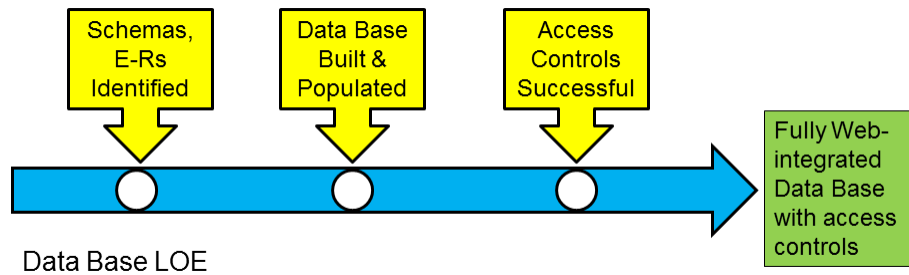 Schemas,
E-Rs
Identified
Data Base
Built &
Populated
Access
Controls
Successful
Fully Web-
integrated
Data Base
with access
controls
Data Base LOE